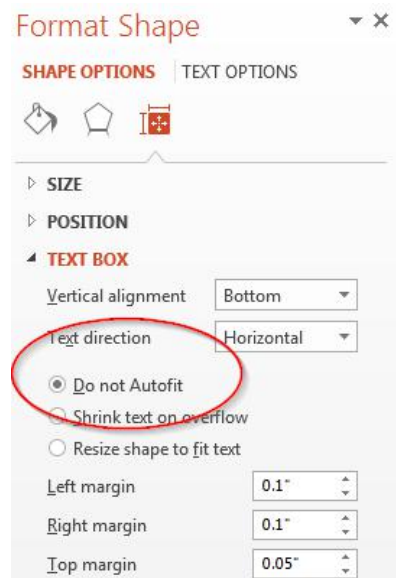 Format Shape
SHAPE OPTIONS TEXT OPTIONS
SIZE
POSITION
TEXT BOX
Vertical alignment Bottom
Text direction Horizontal
Do not Autofit
Shrink text on overflow
Resize shape to fit text
Left margin 0.1"
Right margin 0.1"
Top margin 0.05"